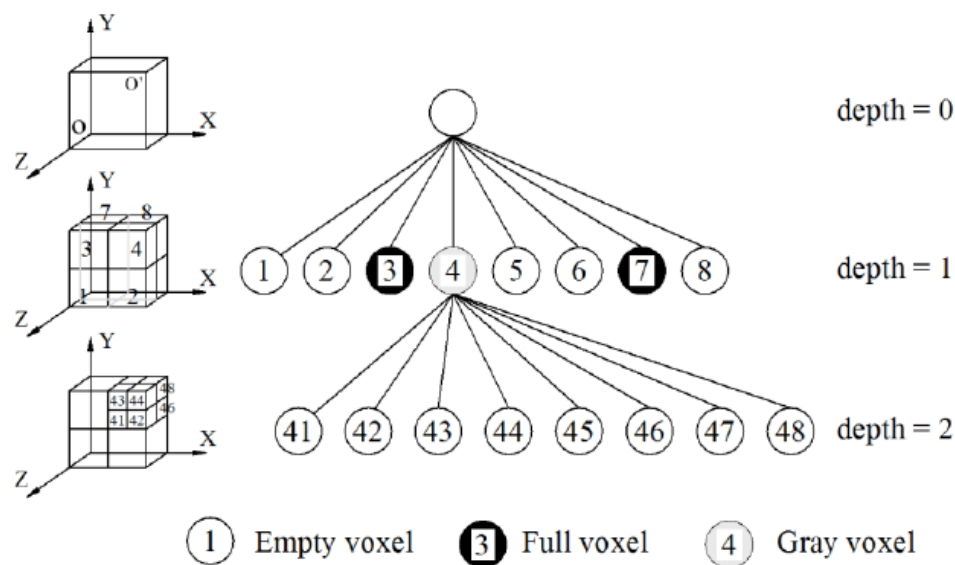 Y
O'
O
X
Z
depth = 0
Y
7 8
3 4
1 2
X
Z
1 2 3 4 5 6 7 8
depth = 1
Y
48
43 44
46
41 42
X
Z
41 42 43 44 45 46 47 48
depth = 2
1 Empty voxel 3 Full voxel 4 Gray voxel